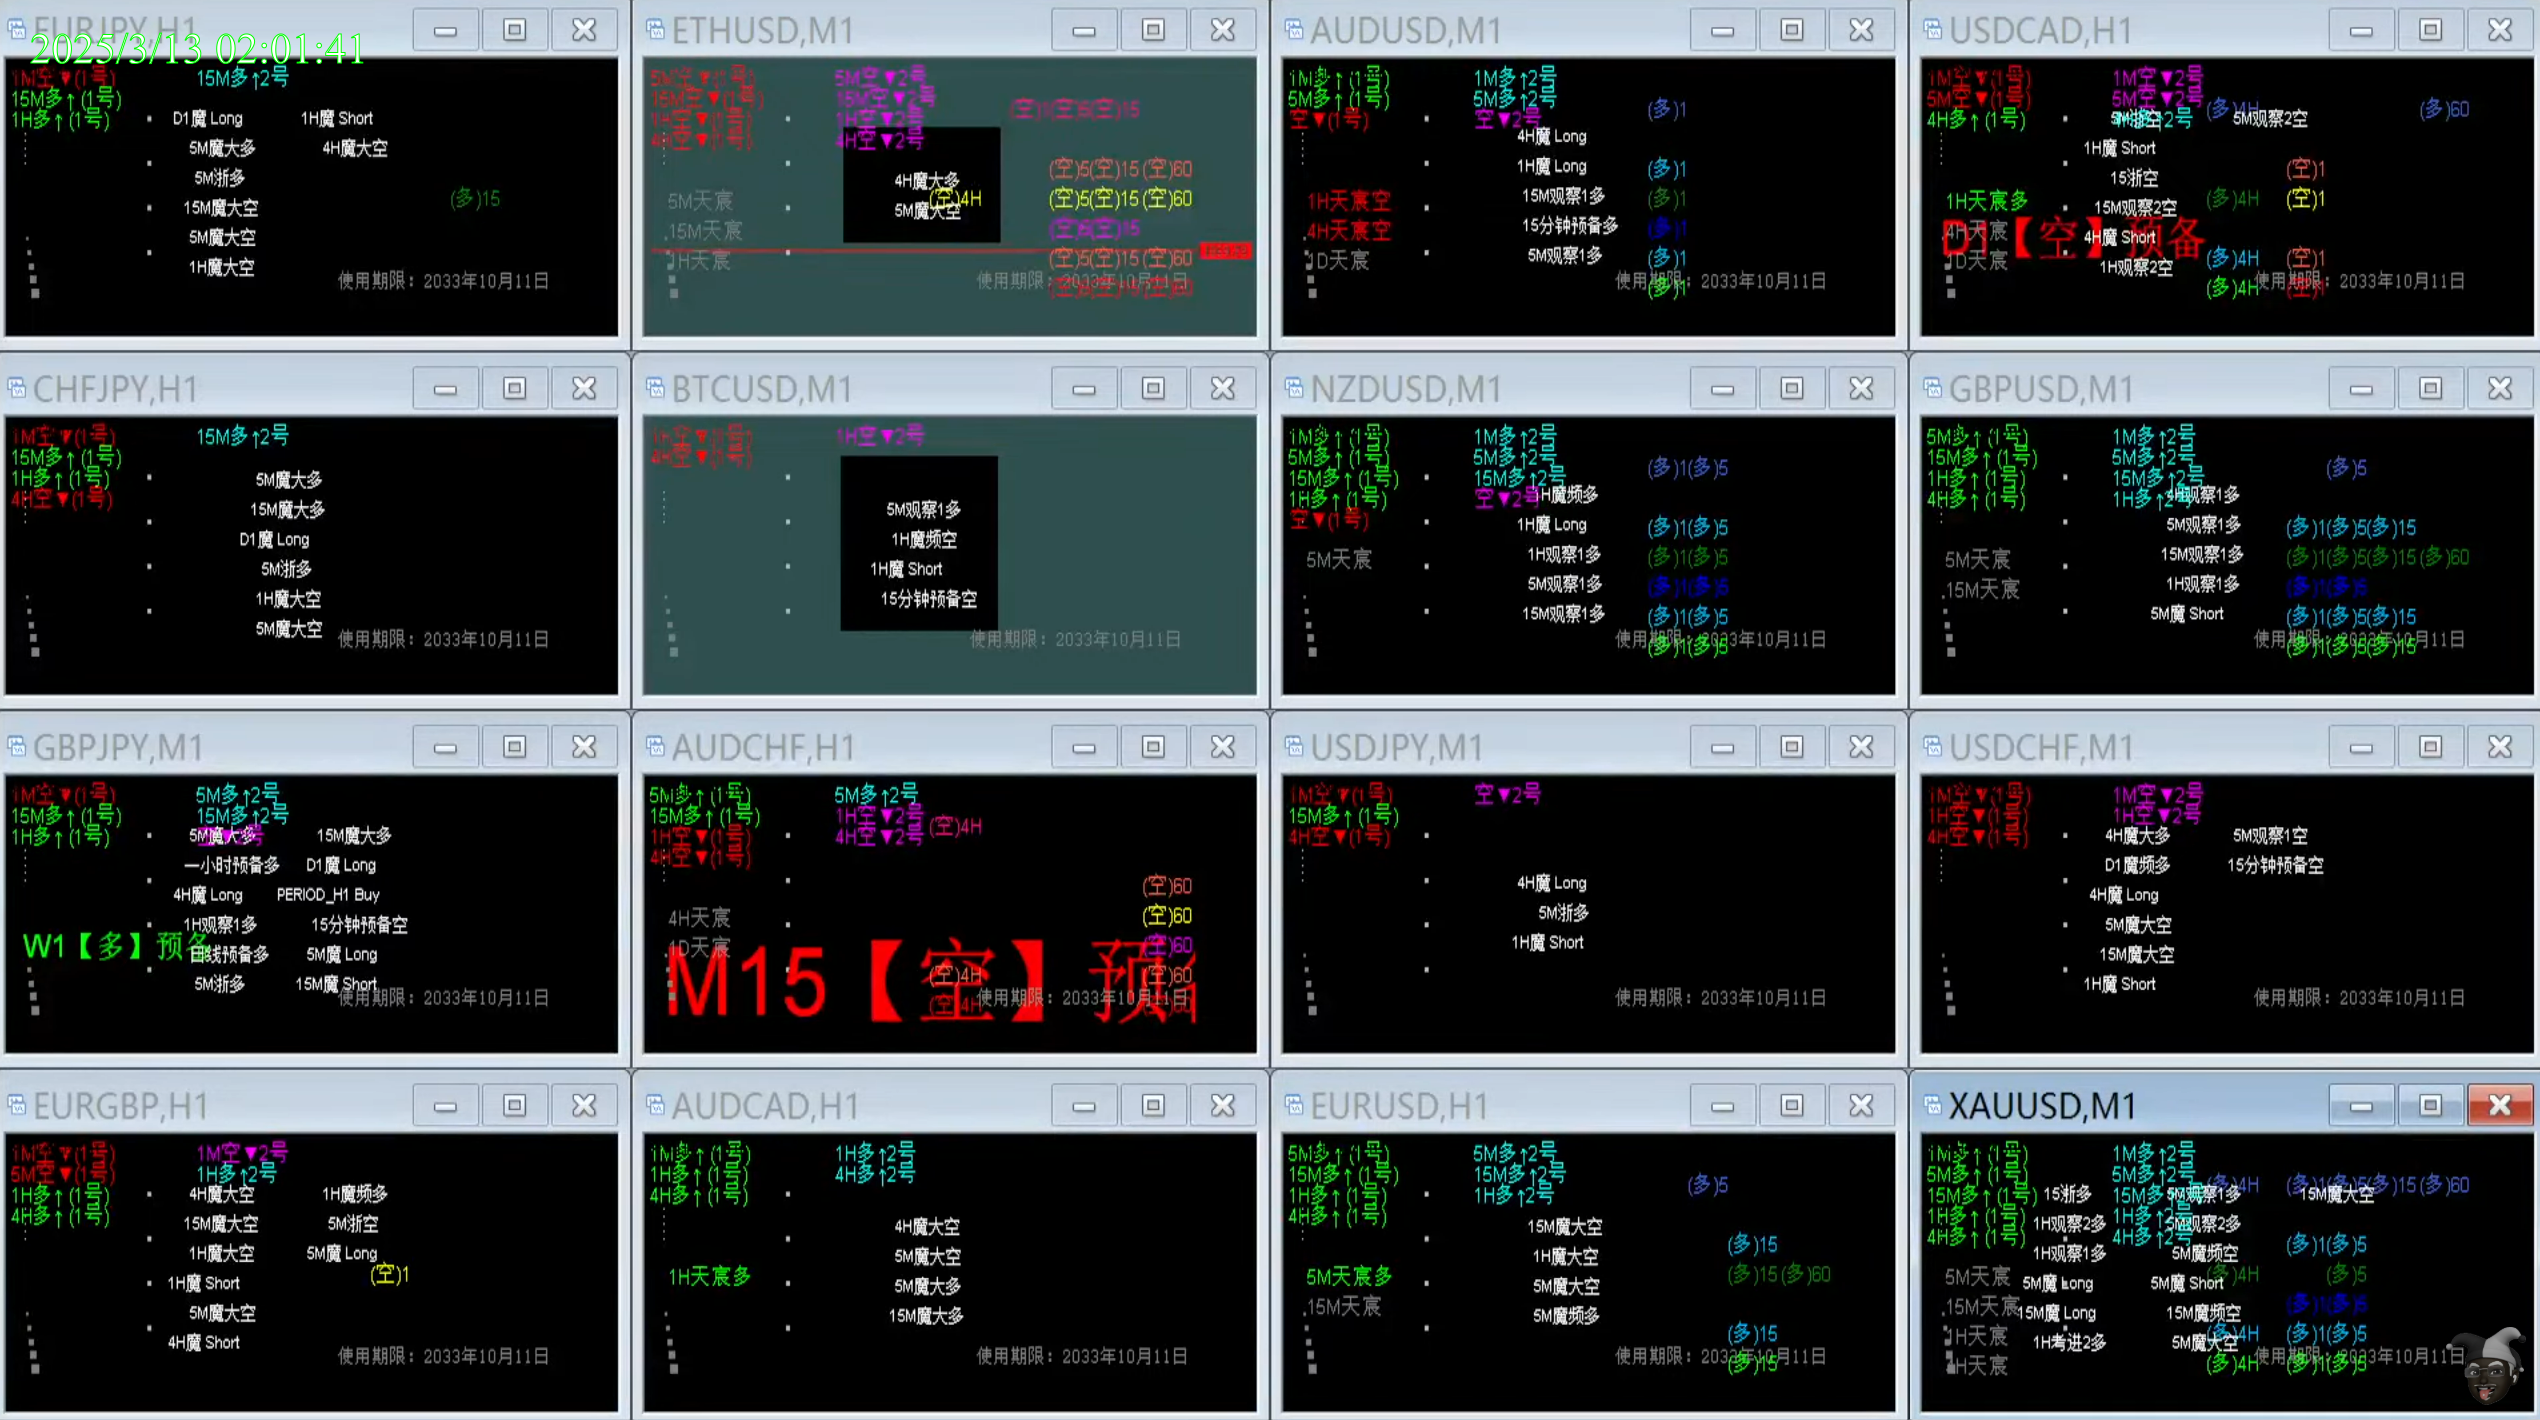 2025/3/13 02:01:41
EURJPY,H1
1M空▼(1号) 15M多↑2号
15M多↑(1号)
1H多↑(1号)
D1魔 Long 1H魔 Short
5M魔大多 4H魔大空
5M浙多
(多)15
15M魔大空
5M魔大空
1H魔大空
使用期限：2033年10月11日
ETHUSD,M1
5M空▼(1号) 5M空▼2号
15M空▼(1号) 15M空▼2号
1H空▼(1号) 1H空▼2号
4H空▼(1号) 4H空▼2号
(空)1(空)5(空)15
(空)5(空)15(空)60
4H魔大多
5M天宸 (空)4H (空)5(空)15(空)60
5M魔大空
15M天宸
1H天宸 (空)5(空)15(空)60
使用期限：2033年10月11日
AUDUSD,M1
1M多↑(1号) 1M多↑2号
5M多↑(1号) 5M多↑2号 (多)1
空▼(1号) 空▼2号
4H魔 Long
1H魔 Long (多)1
1H天宸空 15M观察1多 (多)1
4H天宸空 15分钟预备多 (多)1
1D天宸 5M观察1多 (多)1
使用期限：2033年10月11日
(多)1
USDCAD,H1
1M空▼(1号) 1M空▼2号
5M空▼(1号) 5M空▼2号 (多)4H (多)60
4H多↑(1号) 5M观察2空
1H魔 Short
15浙空 (空)1
1H天宸多 15M观察2空 (多)4H (空)1
4H天宸 4H魔 Short
D1【空】预备
1D天宸 1H观察2空 (多)4H (空)1
(多)4H
使用期限：2033年10月11日
CHFJPY,H1
1M空▼(1号) 15M多↑2号
15M多↑(1号)
1H多↑(1号)
4H空▼(1号)
5M魔大多
15M魔大多
D1魔 Long
5M浙多
1H魔大空
5M魔大空
使用期限：2033年10月11日
BTCUSD,M1
1H空▼(1号) 1H空▼2号
4H空▼(1号)
5M观察1多
1H魔频空
1H魔 Short
15分钟预备空
使用期限：2033年10月11日
NZDUSD,M1
1M多↑(1号) 1M多↑2号
5M多↑(1号) 5M多↑2号 (多)1(多)5
15M多↑(1号) 15M多↑2号
1H多↑(1号) 空▼2号 H魔频多
空▼(1号)
1H魔 Long (多)1(多)5
5M天宸 1H观察1多 (多)1(多)5
5M观察1多 (多)1(多)5
15M观察1多 (多)1(多)5
使用期限：2033年10月11日
(多)1(多)5
GBPUSD,M1
5M多↑(1号) 1M多↑2号
15M多↑(1号) 5M多↑2号 (多)5
1H多↑(1号) 15M多↑2号
4H多↑(1号) 1H多↑2号 观察1多
5M观察1多 (多)1(多)5(多)15
5M天宸 15M观察1多 (多)1(多)5(多)15(多)60
15M天宸 1H观察1多 (多)1(多)5
5M魔 Short (多)1(多)5(多)15
使用期限：2033年10月11日
(多)1(多)5(多)15
GBPJPY,M1
1M空▼(1号) 5M多↑2号
15M多↑(1号) 15M多↑2号
1H多↑(1号) 5M魔大多 15M魔大多
一小时预备多 D1魔 Long
4H魔 Long PERIOD_H1 Buy
1H观察1多 15分钟预备空
W1【多】预备
日线预备多 5M魔 Long
5M浙多 15M魔 Short
使用期限：2033年10月11日
AUDCHF,H1
5M多↑(1号) 5M多↑2号
15M多↑(1号) 1H空▼2号 (空)4H
1H空▼(1号) 4H空▼2号
4H空▼(1号)
(空)60
4H天宸 (空)60
1D天宸 (空)60
M15【空】预
(空)4H (空)60
(空)4H
使用期限：2033年10月11日
USDJPY,M1
1M空▼(1号) 空▼2号
15M多↑(1号)
4H空▼(1号)
4H魔 Long
5M浙多
1H魔 Short
使用期限：2033年10月11日
USDCHF,M1
1M空▼(1号) 1M空▼2号
1H空▼(1号) 1H空▼2号
4H空▼(1号)
4H魔大多 5M观察1空
D1魔频多 15分钟预备空
4H魔 Long
5M魔大空
15M魔大空
1H魔 Short
使用期限：2033年10月11日
EURGBP,H1
1M空▼(1号) 1M空▼2号
5M空▼(1号) 1H多↑2号
1H多↑(1号) 4H魔大空 1H魔频多
4H多↑(1号) 15M魔大空 5M浙空
1H魔大空 5M魔 Long
(空)1
1H魔 Short
5M魔大空
4H魔 Short
使用期限：2033年10月11日
AUDCAD,H1
1M多↑(1号) 1H多↑2号
1H多↑(1号) 4H多↑2号
4H多↑(1号)
4H魔大空
5M魔大空
1H天宸多 5M魔大多
15M魔大多
使用期限：2033年10月11日
EURUSD,H1
5M多↑(1号) 5M多↑2号
15M多↑(1号) 15M多↑2号 (多)5
1H多↑(1号) 1H多↑2号
4H多↑(1号)
15M魔大空 (多)15
1H魔大空
5M天宸多 5M魔大空 (多)15(多)60
15M天宸 5M魔频多
(多)15
使用期限：2033年10月11日
(多)15
XAUUSD,M1
1M多↑(1号) 1M多↑2号
5M多↑(1号) 5M多↑2号
15M多↑(1号) 15浙多 15M多 5M观察1多 15M魔大空 (多)60
1H多↑(1号) 1H观察2多 1H多 5M观察2多
4H多↑(1号) 4H多↑2号 (多)1(多)5
1H观察1多 5M魔频空
5M天宸 5M魔 Long 5M魔 Short (多)4H (多)5
15M天宸 15M魔 Long 15M魔频空 (多)1(多)5
1H天宸 1H考进2多 5M魔大空 (多)4H (多)1(多)5
4H天宸 (多)4H (多)1(多)5
使用期限：2033年10月11日